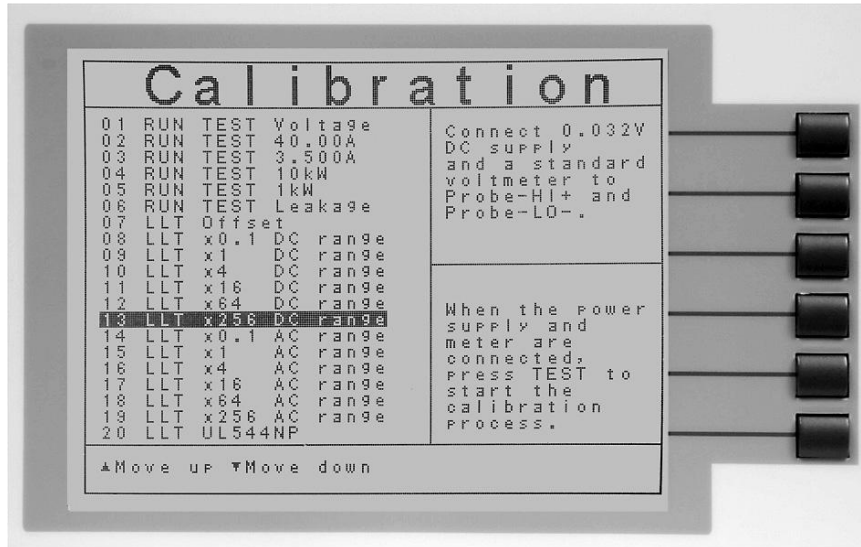 Calibration
01 RUN TEST Voltage
02 RUN TEST 40.00A
03 RUN TEST 3.500A
04 RUN TEST 10kW
05 RUN TEST 1kW
06 RUN TEST Leakage
07 LLT Offset
08 LLT x0.1 DC range
09 LLT x1 DC range
10 LLT x4 DC range
11 LLT x16 DC range
12 LLT x64 DC range
13 LLT x256 DC range
14 LLT x0.1 AC range
15 LLT x1 AC range
16 LLT x4 AC range
17 LLT x16 AC range
18 LLT x64 AC range
19 LLT x256 AC range
20 LLT UL544NP
Connect 0.032V
DC supply
and a standard
voltmeter to
Probe-HI+ and
Probe-LO-.
When the power
supply and
meter are
connected,
press TEST to
start the
calibration
process.
▲Move up ▼Move down